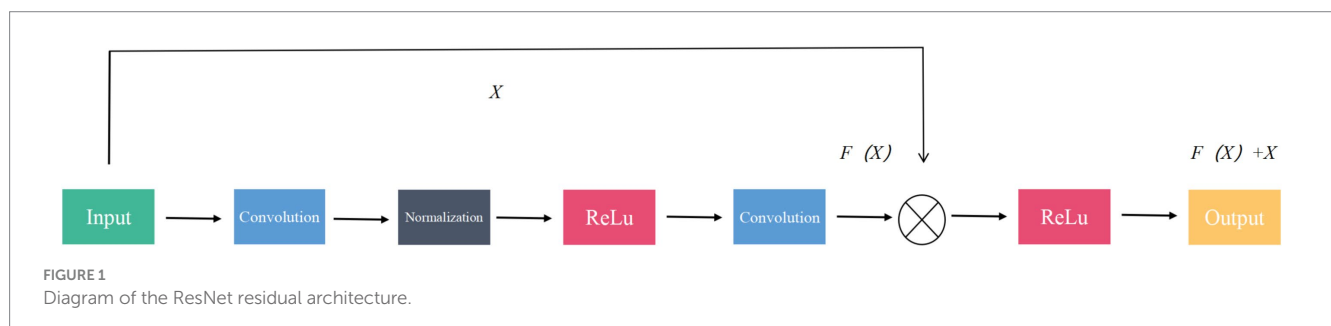 X
F (X)
F (X) +X
Input
Convolution
Normalization
ReLu
Convolution
ReLu
Output
FIGURE 1
Diagram of the ResNet residual architecture.